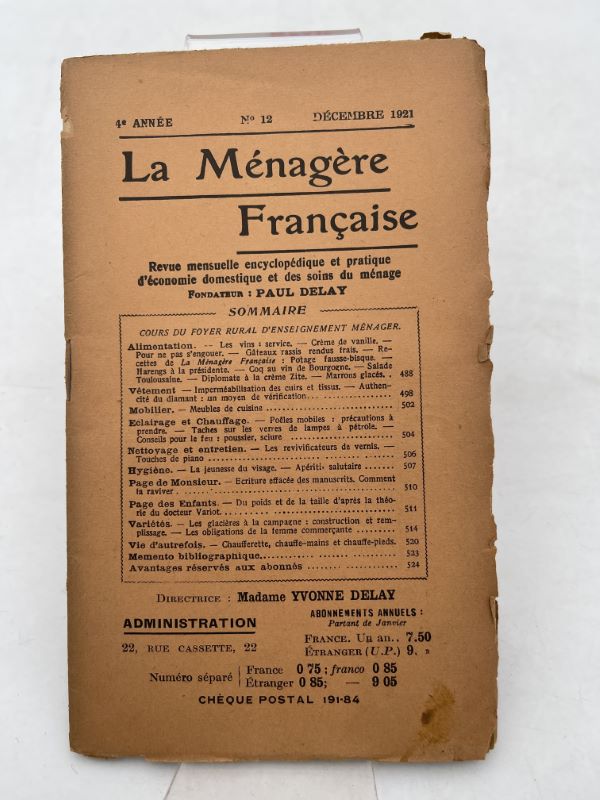 4e ANNÉE No 12 DÉCEMBRE 1921
La Ménagère
Française
Revue mensuelle encyclopédique et pratique
d'économie domestique et des soins du ménage
FONDATEUR : PAUL DELAY
SOMMAIRE
COURS DU FOYER RURAL D'ENSEIGNEMENT MÉNAGER.
Alimentation. — Les vins : service. — Crème de vanille. —
Pour ne pas s'engouer. — Gâteaux rassis rendus frais. — Re-
cettes de La Ménagère Française : Potage fausse-bisque. —
Harengs à la présidente. — Coq au vin de Bourgogne. — Salade
Toulousaine. — Diplomate à la crème Zite. — Marrons glacés. . 488
Vêtement — Imperméabilisation des cuirs et tissus. — Authen-
cité du diamant : un moyen de vérification... 498
Mobilier. — Meubles de cuisine ... 502
Eclairage et Chauffage. — Poêles mobiles : précautions à
prendre. — Taches sur les verres de lampes à pétrole. —
Conseils pour le feu : poussier, sciure ... 504
Nettoyage et entretien. — Les revivificateurs de vernis. —
Touches de piano ... 506
Hygiène. — La jeunesse du visage. — Apériti. salutaire ... 507
Page de Monsieur. — Ecriture effacée des manuscrits. Comment
la raviver ... 510
Page des Enfants. — Du poids et de la taille d'après la théo-
rie du docteur Variot... 511
Variétés. — Les glacières à la campagne : construction et rem-
plissage. — Les obligations de la femme commerçante ... 514
Vie d'autrefois. — Chaufferette, chauffe-mains et chauffe-pieds. 520
Memento bibliographique... 523
Avantages réservés aux abonnés ... 524
DIRECTRICE : Madame YVONNE DELAY
ADMINISTRATION
22, RUE CASSETTE, 22
ABONNEMENTS ANNUELS :
Partant de Janvier
FRANCE. Un an.. 7.50
ÉTRANGER (U.P.) 9. »
Numéro séparé
France 0 75 ; franco 0 85
Étranger 0 85; — 9 05
CHÈQUE POSTAL 191-84